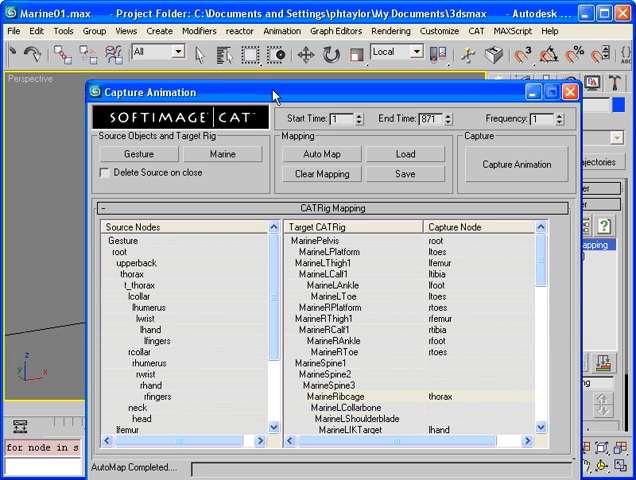 Marine01.max - Project Folder: C:\Documents and Settings\phtaylor\My Documents\3dsmax - Autodesk ...
File Edit Tools Group Views Create Modifiers reactor Animation Graph Editors Rendering Customize CAT MAXScript Help
All Local
Perspective
Capture Animation
SOFTIMAGE | CAT
Start Time: 1 End Time: 871 Frequency: 1
Source Objects and Target Rig Mapping Capture
Gesture Marine Auto Map Load Capture Animation
Delete Source on close Clear Mapping Save
CATRig Mapping
Source Nodes Target CATRig Capture Node
Gesture MarinePelvis root
root MarineLPlatform ltoes
upperback MarineLThigh1 lfemur
thorax MarineLCalf1 ltibia
t_thorax MarineLAnkle lfoot
lcollar MarineLToe ltoes
lhumerus MarineRPlatform rtoes
lwrist MarineRThigh1 rfemur
lhand MarineRCalf1 rtibia
lfingers MarineRAnkle rfoot
rcollar MarineRToe rtoes
rhumerus MarineSpine1
rwrist MarineSpine2
rhand MarineSpine3
rfingers MarineRibcage thorax
neck MarineLCollarbone
head MarineLShoulderblade
lfemur MarineLIKTarget lhand
AutoMap Completed....
ajectories
apping
ng
for node in s
z
x